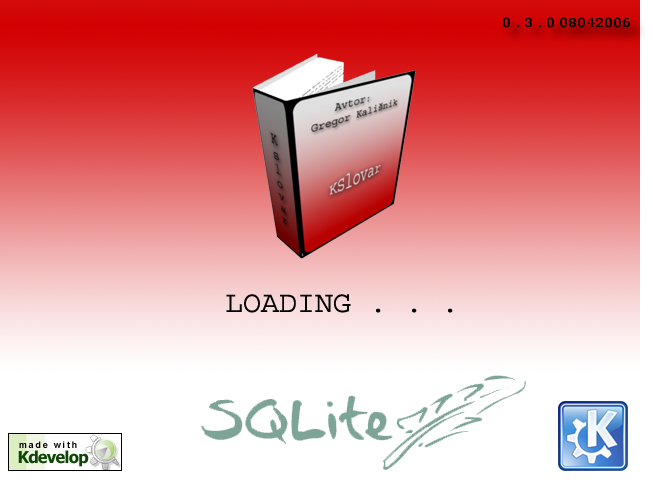 0.3.0 08042006
Avtor:
Gregor Kališnik
KSlovar
KSlovar
LOADING . . .
SQLite
made with
Kdevelop
K